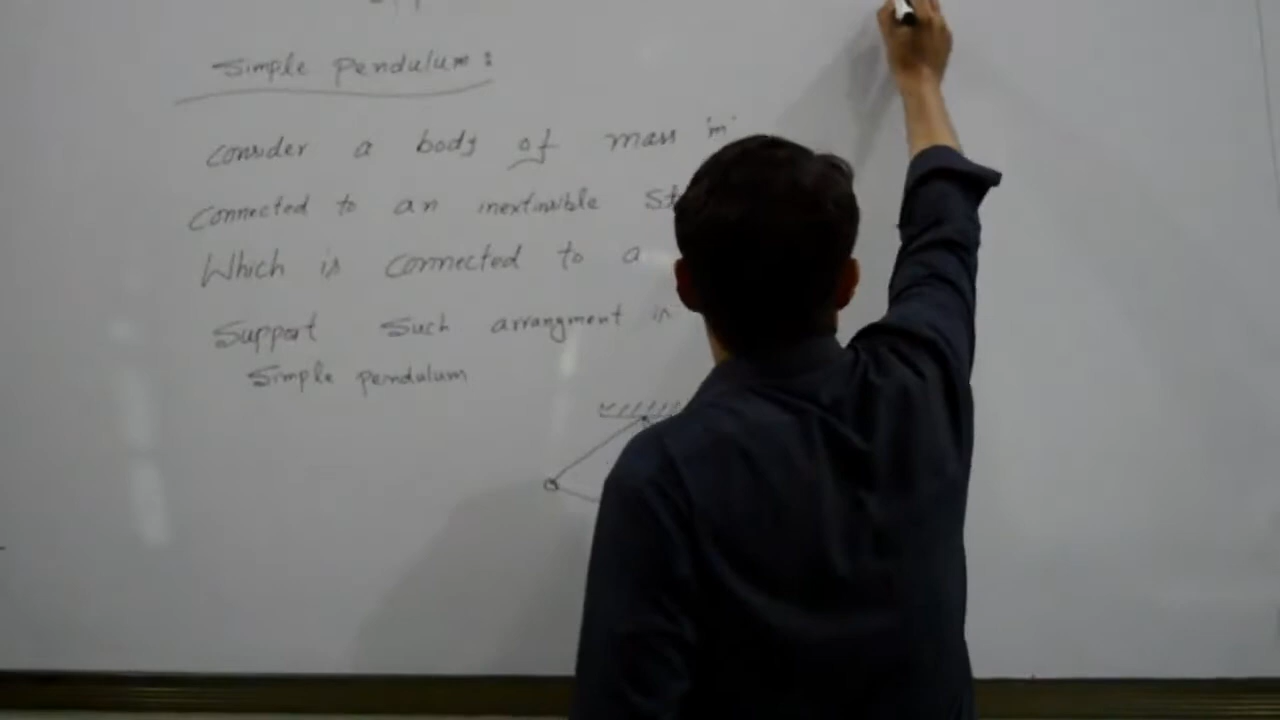 Simple pendulum :
Consider a body of mass 'm'
Connected to an inextinsible
Which is connected to a
Support Such arrangment is
Simple pendulum